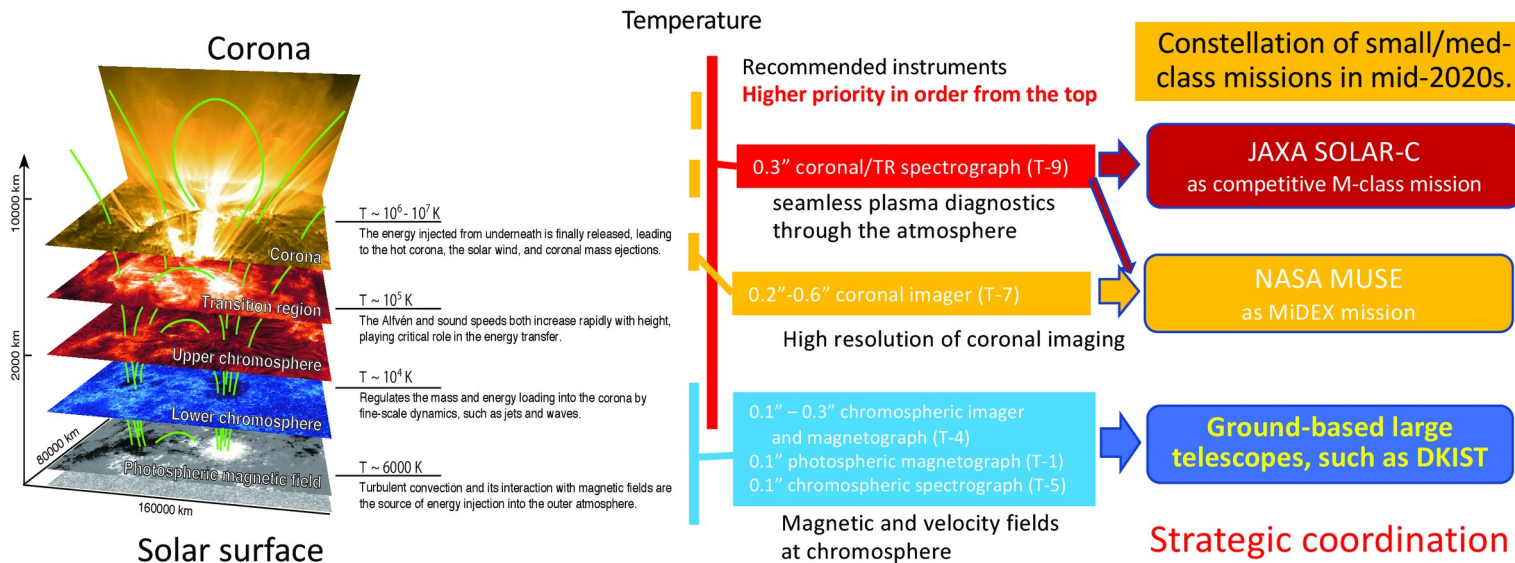 Corona
10000 km
2000 km
80000 km
160000 km
Corona
Transition region
Upper chromosphere
Lower chromosphere
Photospheric magnetic field
Solar surface
T ~ 10⁶ - 10⁷ K
The energy injected from underneath is finally released, leading
to the hot corona, the solar wind, and coronal mass ejections.
T ~ 10⁵ K
The Alfvén and sound speeds both increase rapidly with height,
playing critical role in the energy transfer.
T ~ 10⁴ K
Regulates the mass and energy loading into the corona by
fine-scale dynamics, such as jets and waves.
T ~ 6000 K
Turbulent convection and its interaction with magnetic fields are
the source of energy injection into the outer atmosphere.
Temperature
Recommended instruments
Higher priority in order from the top
0.3” coronal/TR spectrograph (T-9)
seamless plasma diagnostics
through the atmosphere
0.2”-0.6” coronal imager (T-7)
High resolution of coronal imaging
0.1” – 0.3” chromospheric imager
and magnetograph (T-4)
0.1” photospheric magnetograph (T-1)
0.1” chromospheric spectrograph (T-5)
Magnetic and velocity fields
at chromosphere
Constellation of small/med-
class missions in mid-2020s.
JAXA SOLAR-C
as competitive M-class mission
NASA MUSE
as MiDEX mission
Ground-based large
telescopes, such as DKIST
Strategic coordination